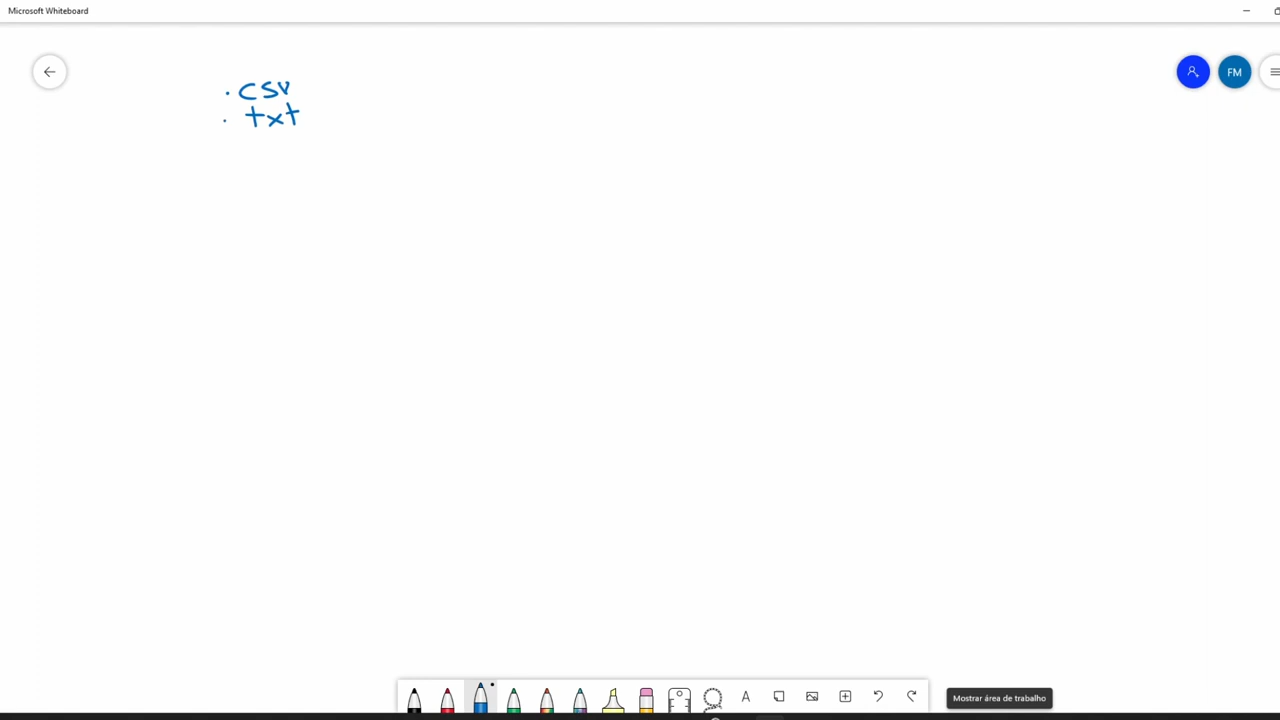 Microsoft Whiteboard
FM
. csv
. txt
A
Mostrar área de trabalho